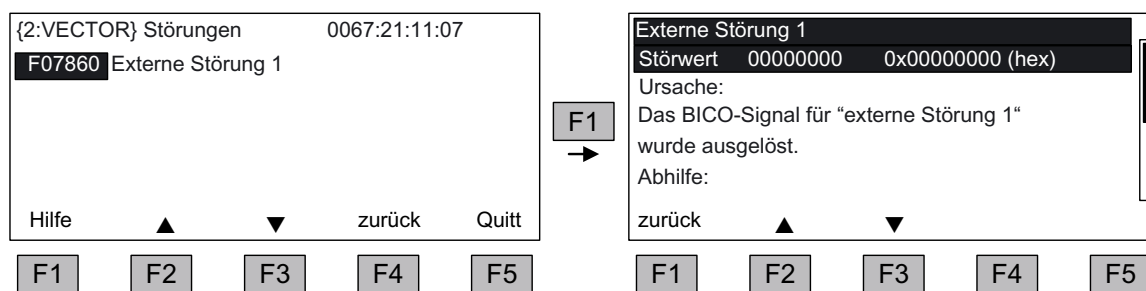 {2:VECTOR} Störungen 0067:21:11:07
F07860 Externe Störung 1
Hilfe ▲ ▼ zurück Quitt
F1 F2 F3 F4 F5
F1
Externe Störung 1
Störwert 00000000 0x00000000 (hex)
Ursache:
Das BICO-Signal für “externe Störung 1“
wurde ausgelöst.
Abhilfe:
zurück ▲ ▼
F1 F2 F3 F4 F5